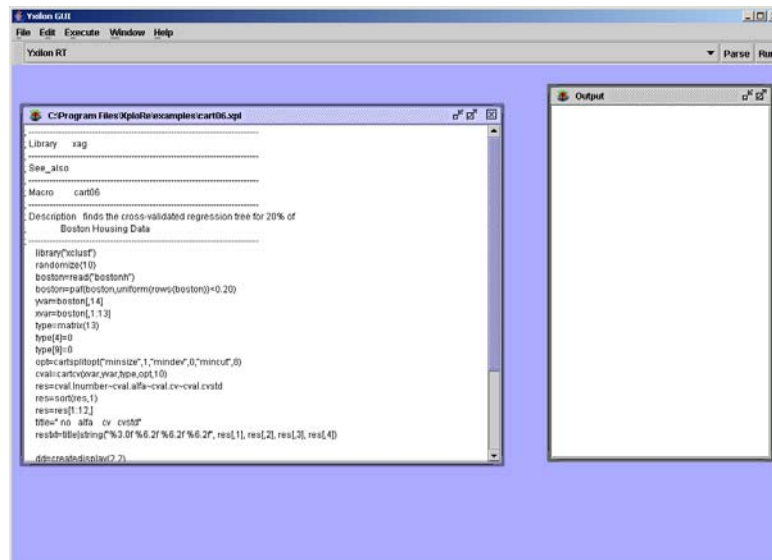 Yxilon GUI
File Edit Execute Window Help
Yxilon RT
Parse Run
C:\Program Files\XploRe\examples\cart06.xpl
; ----------------------------------------------------------------
; Library xag
; ----------------------------------------------------------------
; See_also
; ----------------------------------------------------------------
; Macro cart06
; ----------------------------------------------------------------
; Description finds the cross-validated regression tree for 20% of
; Boston Housing Data
; ----------------------------------------------------------------
library("xclust")
randomize(10)
boston=read("bostonh")
boston=paf(boston,uniform(rows(boston))<0.20)
yvar=boston[,14]
xvar=boston[,1:13]
type=matrix(13)
type[4]=0
type[9]=0
opt=cartsplitopt("minsize",1,"mindev",0,"mincut",8)
cval=cartcv(xvar,yvar,type,opt,10)
res=cval.lnumber~cval.alfa~cval.cv~cval.cvstd
res=sort(res,1)
res=res[1:12,]
title=" no alfa cv cvstd"
restd=title|string("%3.0f %6.2f %6.2f %6.2f", res[,1], res[,2], res[,3], res[,4])
dd=createdisplay(2,2)
Output